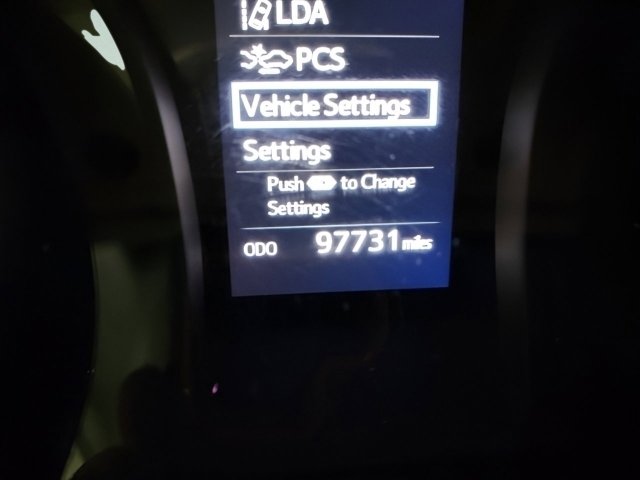 LDA
PCS
Vehicle Settings
Settings
Push to Change
Settings
ODO 97731 miles